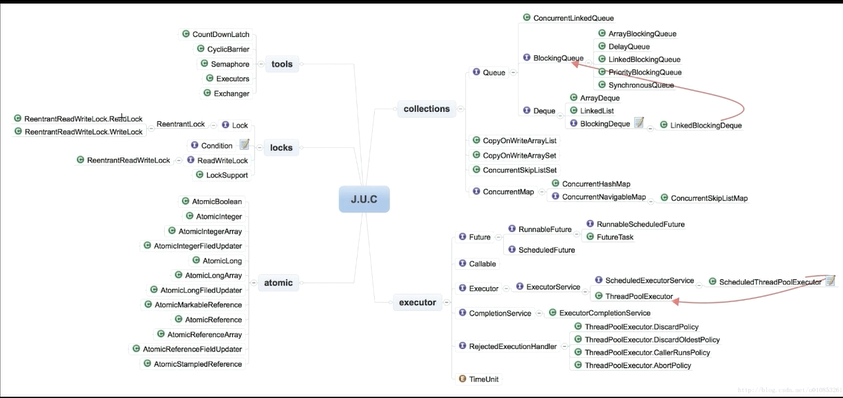 J.U.C
tools
CountDownLatch
CyclicBarrier
Semaphore
Executors
Exchanger
locks
Lock
ReentrantLock
ReentrantReadWriteLock.ReadLock
ReentrantReadWriteLock.WriteLock
Condition
ReadWriteLock
ReentrantReadWriteLock
LockSupport
atomic
AtomicBoolean
AtomicInteger
AtomicIntegerArray
AtomicIntegerFiledUpdater
AtomicLong
AtomicLongArray
AtomicLongFiledUpdater
AtomicMarkableReference
AtomicReference
AtomicReferenceArray
AtomicReferenceFieldUpdater
AtomicStampedReference
collections
Queue
ConcurrentLinkedQueue
BlockingQueue
ArrayBlockingQueue
DelayQueue
LinkedBlockingQueue
PriorityBlockingQueue
SynchronousQueue
Deque
ArrayDeque
LinkedList
BlockingDeque
LinkedBlockingDeque
CopyOnWriteArrayList
CopyOnWriteArraySet
ConcurrentSkipListSet
ConcurrentMap
ConcurrentHashMap
ConcurrentNavigableMap
ConcurrentSkipListMap
executor
Future
RunnableFuture
RunnableScheduledFuture
FutureTask
ScheduledFuture
Callable
Executor
ExecutorService
ScheduledExecutorService
ScheduledThreadPoolExecutor
ThreadPoolExecutor
CompletionService
ExecutorCompletionService
RejectedExecutionHandler
ThreadPoolExecutor.DiscardPolicy
ThreadPoolExecutor.DiscardOldestPolicy
ThreadPoolExecutor.CallerRunsPolicy
ThreadPoolExecutor.AbortPolicy
TimeUnit